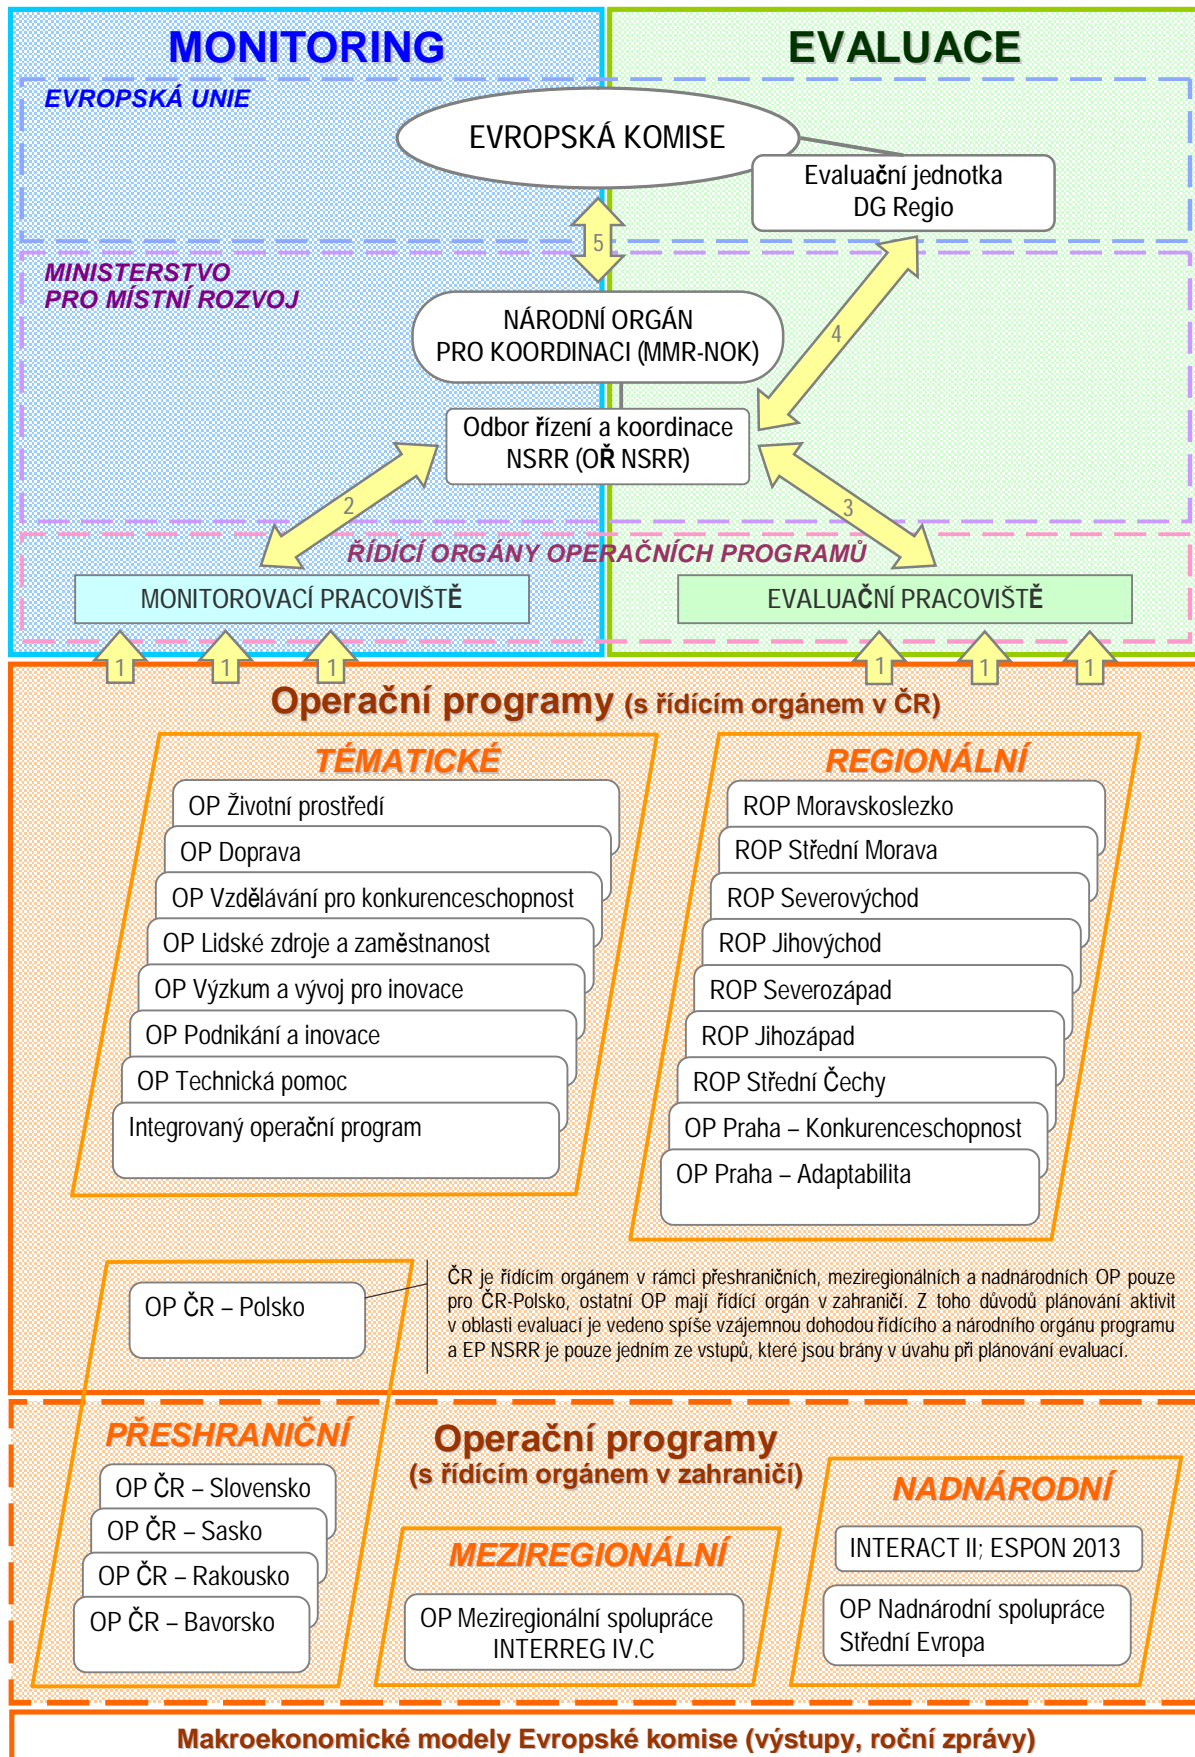 MONITORING
EVALUACE
EVROPSKÁ UNIE
EVROPSKÁ KOMISE
Evaluační jednotka
DG Regio
5
MINISTERSTVO
PRO MÍSTNÍ ROZVOJ
NÁRODNÍ ORGÁN
PRO KOORDINACI (MMR-NOK)
4
Odbor řízení a koordinace
NSRR (OŘ NSRR)
2
3
ŘÍDÍCÍ ORGÁNY OPERAČNÍCH PROGRAMŮ
MONITOROVACÍ PRACOVIŠTĚ
EVALUAČNÍ PRACOVIŠTĚ
1 1 1 1 1 1
Operační programy (s řídícím orgánem v ČR)
TÉMATICKÉ
OP Životní prostředí
OP Doprava
OP Vzdělávání pro konkurenceschopnost
OP Lidské zdroje a zaměstnanost
OP Výzkum a vývoj pro inovace
OP Podnikání a inovace
OP Technická pomoc
Integrovaný operační program
REGIONÁLNÍ
ROP Moravskoslezko
ROP Střední Morava
ROP Severovýchod
ROP Jihovýchod
ROP Severozápad
ROP Jihozápad
ROP Střední Čechy
OP Praha – Konkurenceschopnost
OP Praha – Adaptabilita
OP ČR – Polsko
ČR je řídícím orgánem v rámci přeshraničních, meziregionálních a nadnárodních OP pouze
pro ČR-Polsko, ostatní OP mají řídící orgán v zahraničí. Z toho důvodů plánování aktivit
v oblasti evaluací je vedeno spíše vzájemnou dohodou řídícího a národního orgánu programu
a EP NSRR je pouze jedním ze vstupů, které jsou brány v úvahu při plánování evaluací.
PŘESHRANIČNÍ
OP ČR – Slovensko
OP ČR – Sasko
OP ČR – Rakousko
OP ČR – Bavorsko
Operační programy
(s řídícím orgánem v zahraničí)
MEZIREGIONÁLNÍ
OP Meziregionální spolupráce
INTERREG IV.C
NADNÁRODNÍ
INTERACT II; ESPON 2013
OP Nadnárodní spolupráce
Střední Evropa
Makroekonomické modely Evropské komise (výstupy, roční zprávy)